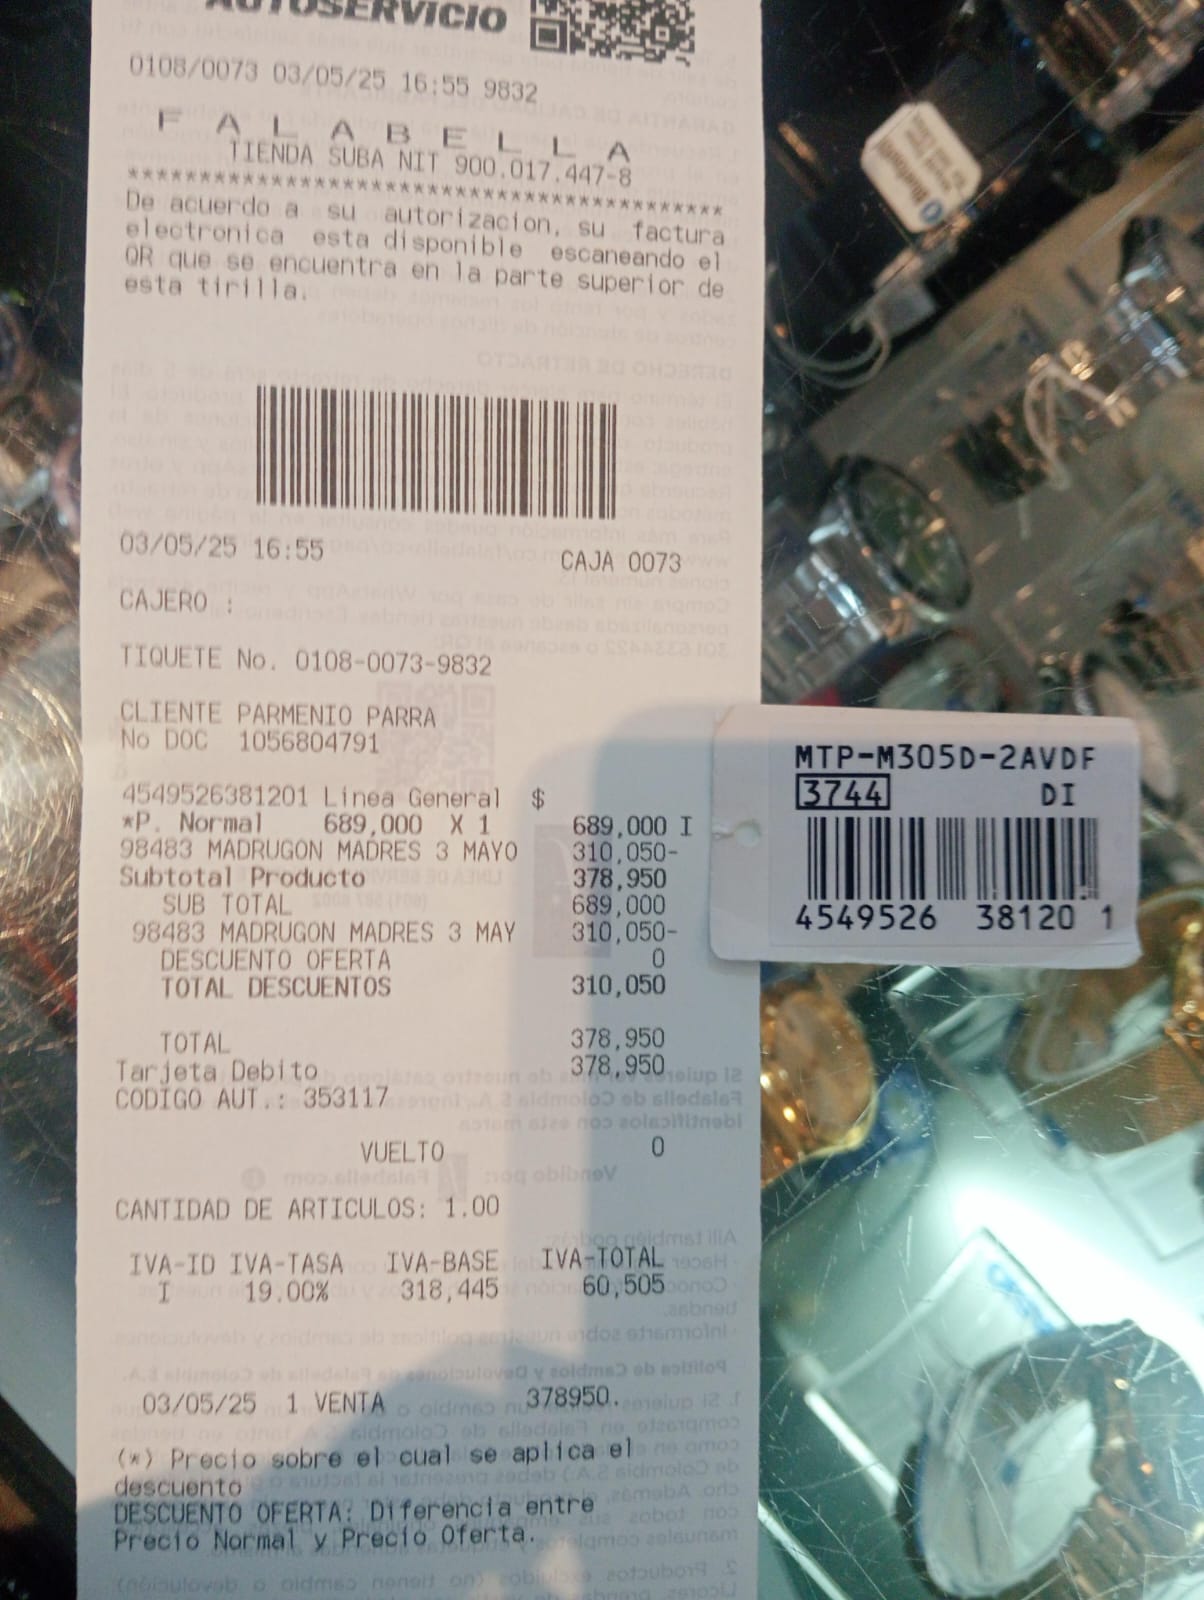 AUTOSERVICIO
0108/0073 03/05/25 16:55 9832
F A L A B E L L A
TIENDA SUBA NIT 900.017.447-8
****************************************
De acuerdo a su autorizacion, su factura
electronica esta disponible escaneando el
QR que se encuentra en la parte superior de
esta tirilla.
03/05/25 16:55 CAJA 0073
CAJERO :
TIQUETE No. 0108-0073-9832
CLIENTE PARMENIO PARRA
No DOC 1056804791
4549526381201 Linea General $
*P. Normal 689,000 X 1 689,000 I
98483 MADRUGON MADRES 3 MAYO 310,050-
Subtotal Producto 378,950
SUB TOTAL 689,000
98483 MADRUGON MADRES 3 MAY 310,050-
DESCUENTO OFERTA 0
TOTAL DESCUENTOS 310,050
TOTAL 378,950
Tarjeta Debito 378,950
CODIGO AUT.: 353117
VUELTO 0
CANTIDAD DE ARTICULOS: 1.00
IVA-ID IVA-TASA IVA-BASE IVA-TOTAL
I 19.00% 318,445 60,505
03/05/25 1 VENTA 378950.
(*) Precio sobre el cual se aplica el
descuento
DESCUENTO OFERTA: Diferencia entre
Precio Normal y Precio Oferta.
MTP-M305D-2AVDF
3744 DI
4549526 38120 1